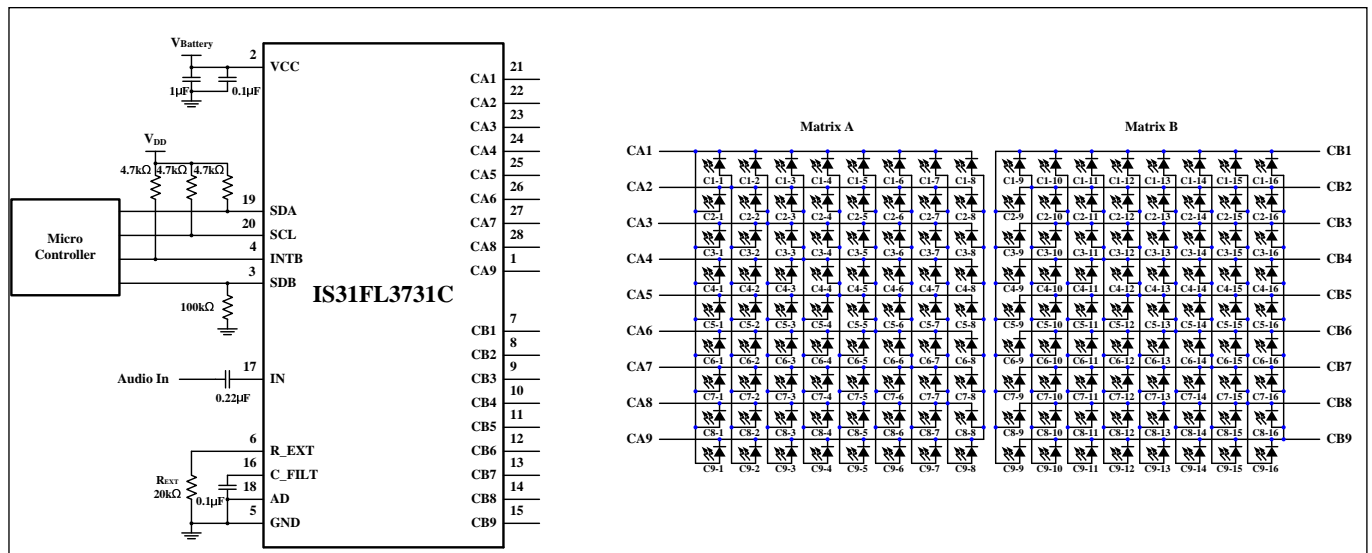 VBattery
2
VCC
1µF
0.1µF
VDD
4.7kΩ 4.7kΩ 4.7kΩ
19
SDA
20
SCL
4
INTB
3
SDB
Micro
Controller
100kΩ
IS31FL3731C
Audio In
0.22µF
17
IN
6
R_EXT
16
C_FILT
18
AD
5
GND
REXT
20kΩ
0.1µF
21
CA1
22
CA2
23
CA3
24
CA4
25
CA5
26
CA6
27
CA7
28
CA8
1
CA9
7
CB1
8
CB2
9
CB3
10
CB4
11
CB5
12
CB6
13
CB7
14
CB8
15
CB9
Matrix A Matrix B
CA1 CB1
C1-1 C1-2 C1-3 C1-4 C1-5 C1-6 C1-7 C1-8 C1-9 C1-10 C1-11 C1-12 C1-13 C1-14 C1-15 C1-16
CA2 CB2
C2-1 C2-2 C2-3 C2-4 C2-5 C2-6 C2-7 C2-8 C2-9 C2-10 C2-11 C2-12 C2-13 C2-14 C2-15 C2-16
CA3 CB3
C3-1 C3-2 C3-3 C3-4 C3-5 C3-6 C3-7 C3-8 C3-9 C3-10 C3-11 C3-12 C3-13 C3-14 C3-15 C3-16
CA4 CB4
C4-1 C4-2 C4-3 C4-4 C4-5 C4-6 C4-7 C4-8 C4-9 C4-10 C4-11 C4-12 C4-13 C4-14 C4-15 C4-16
CA5 CB5
C5-1 C5-2 C5-3 C5-4 C5-5 C5-6 C5-7 C5-8 C5-9 C5-10 C5-11 C5-12 C5-13 C5-14 C5-15 C5-16
CA6 CB6
C6-1 C6-2 C6-3 C6-4 C6-5 C6-6 C6-7 C6-8 C6-9 C6-10 C6-11 C6-12 C6-13 C6-14 C6-15 C6-16
CA7 CB7
C7-1 C7-2 C7-3 C7-4 C7-5 C7-6 C7-7 C7-8 C7-9 C7-10 C7-11 C7-12 C7-13 C7-14 C7-15 C7-16
CA8 CB8
C8-1 C8-2 C8-3 C8-4 C8-5 C8-6 C8-7 C8-8 C8-9 C8-10 C8-11 C8-12 C8-13 C8-14 C8-15 C8-16
CA9 CB9
C9-1 C9-2 C9-3 C9-4 C9-5 C9-6 C9-7 C9-8 C9-9 C9-10 C9-11 C9-12 C9-13 C9-14 C9-15 C9-16